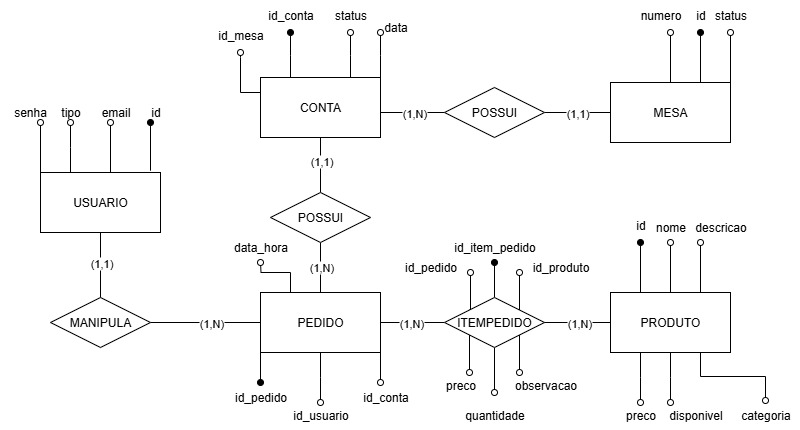 id_conta status numero id status
id_mesa data
CONTA (1,N) POSSUI (1,1) MESA
senha tipo email id
(1,1)
USUARIO
POSSUI
id nome descricao
data_hora id_item_pedido
(1,1) (1,N) id_pedido id_produto
MANIPULA (1,N) PEDIDO (1,N) ITEMPEDIDO (1,N) PRODUTO
preco observacao
id_pedido id_conta
id_usuario quantidade preco disponivel categoria